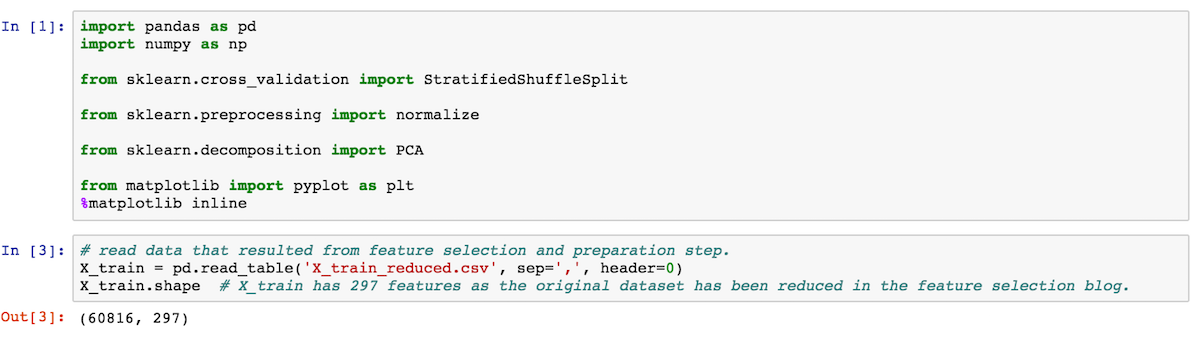 In [1]: import pandas as pd
import numpy as np
from sklearn.cross_validation import StratifiedShuffleSplit
from sklearn.preprocessing import normalize
from sklearn.decomposition import PCA
from matplotlib import pyplot as plt
%matplotlib inline
In [3]: # read data that resulted from feature selection and preparation step.
X_train = pd.read_table('X_train_reduced.csv', sep=',', header=0)
X_train.shape  # X_train has 297 features as the original dataset has been reduced in the feature selection blog.
Out[3]: (60816, 297)